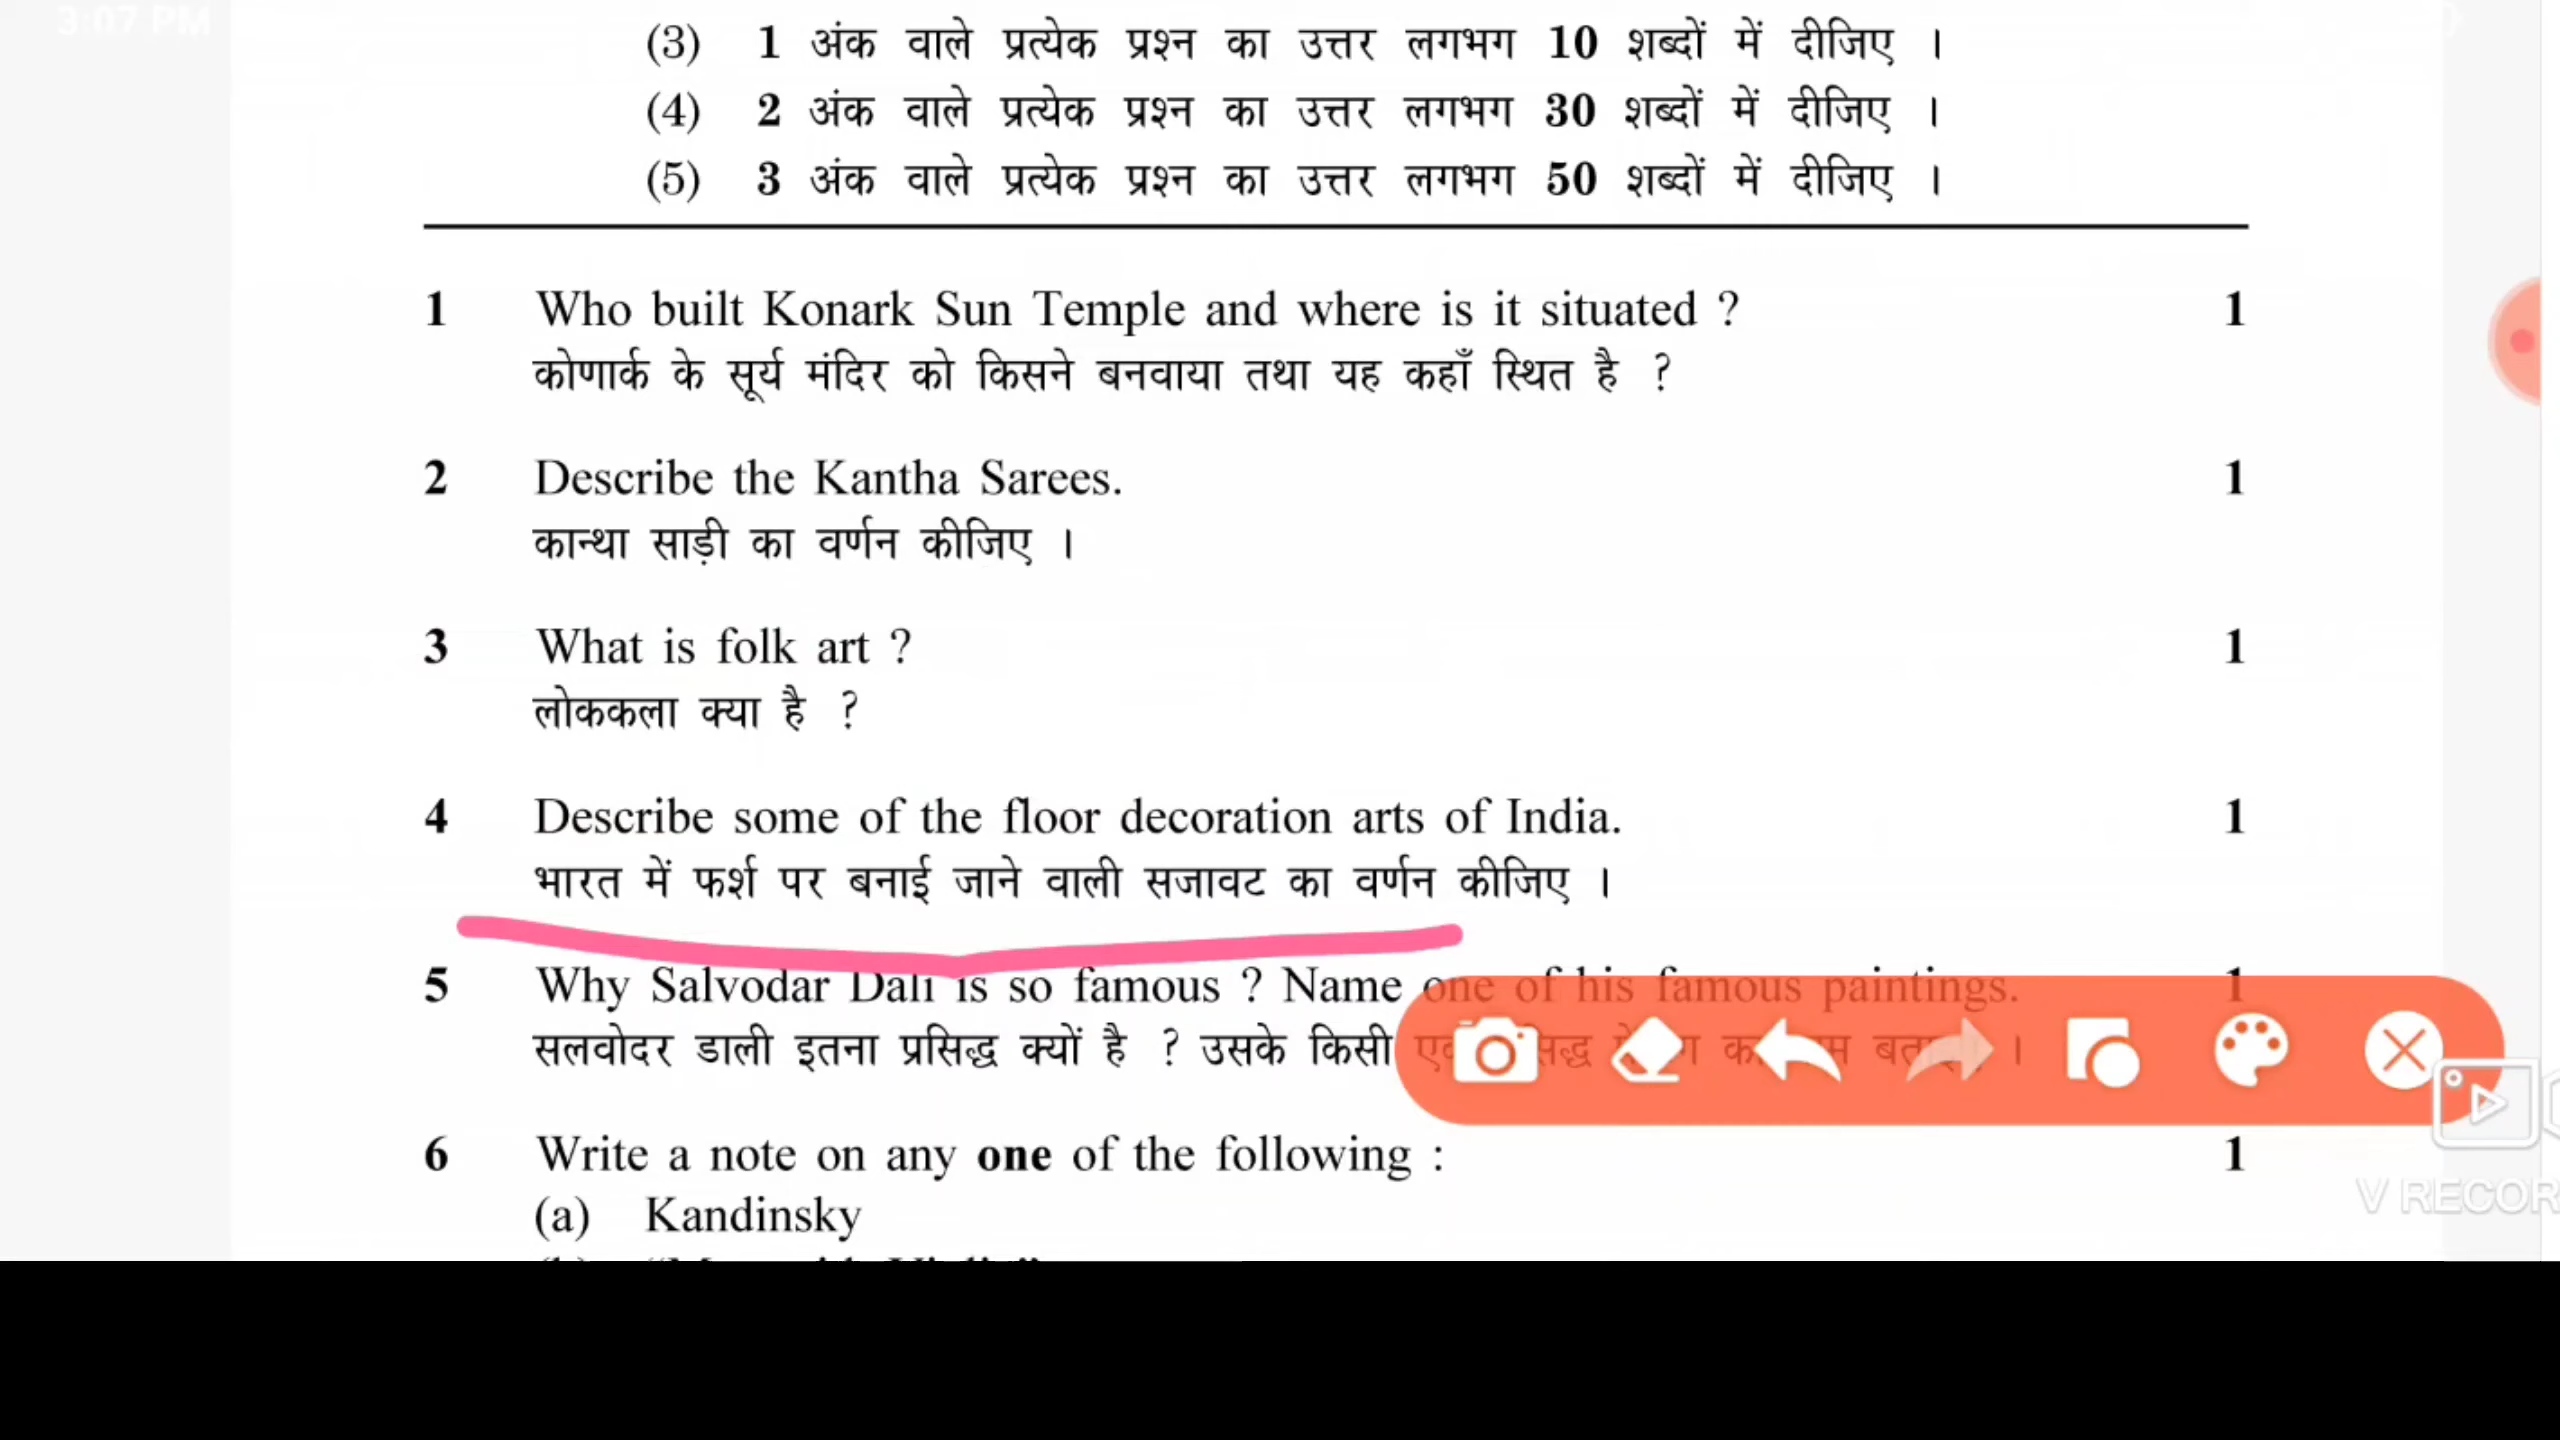 3:07 PM
(3) 1 अंक वाले प्रत्येक प्रश्न का उत्तर लगभग 10 शब्दों में दीजिए ।
(4) 2 अंक वाले प्रत्येक प्रश्न का उत्तर लगभग 30 शब्दों में दीजिए ।
(5) 3 अंक वाले प्रत्येक प्रश्न का उत्तर लगभग 50 शब्दों में दीजिए ।
1 Who built Konark Sun Temple and where is it situated ? 1
कोणार्क के सूर्य मंदिर को किसने बनवाया तथा यह कहाँ स्थित है ?
2 Describe the Kantha Sarees. 1
कान्था साड़ी का वर्णन कीजिए ।
3 What is folk art ? 1
लोककला क्या है ?
4 Describe some of the floor decoration arts of India. 1
भारत में फर्श पर बनाई जाने वाली सजावट का वर्णन कीजिए ।
5 Why Salvodar Dali is so famous ? Name one of his famous paintings. 1
सलवोदर डाली इतना प्रसिद्ध क्यों है ? उसके किसी ।
6 Write a note on any one of the following : 1
(a) Kandinsky
V RECOR